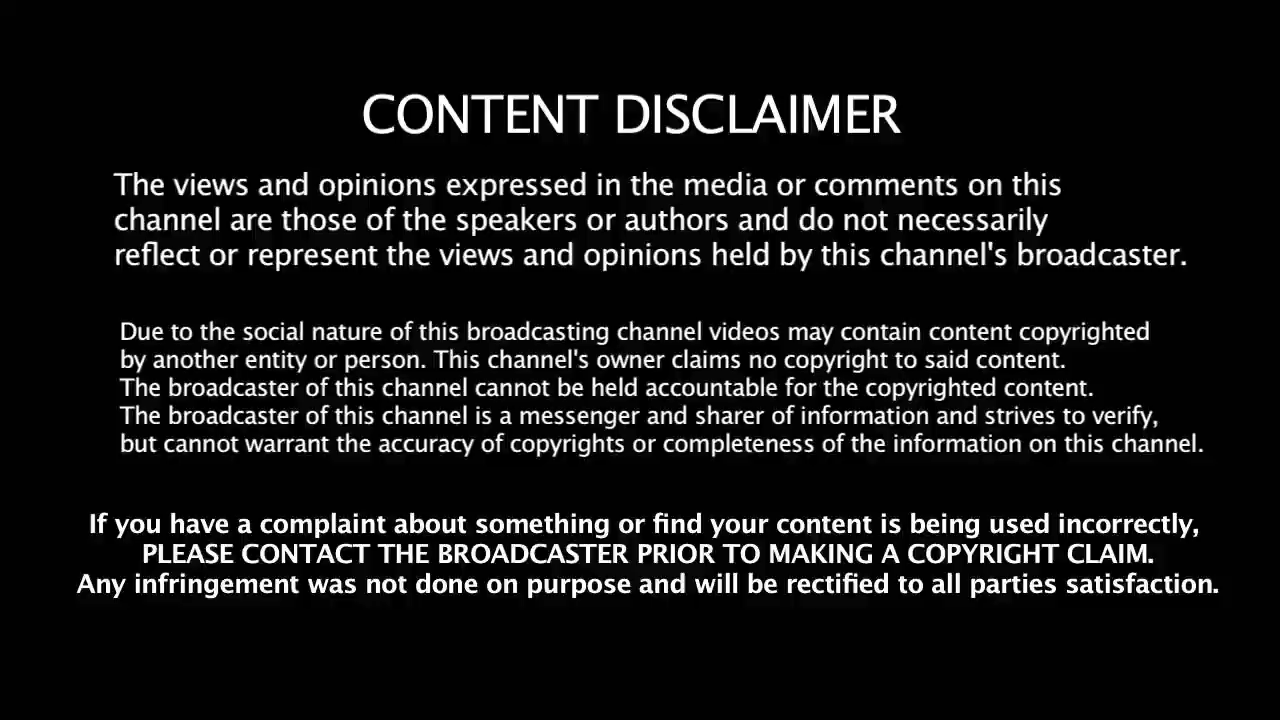 CONTENT DISCLAIMER
The views and opinions expressed in the media or comments on this
channel are those of the speakers or authors and do not necessarily
reflect or represent the views and opinions held by this channel's broadcaster.
Due to the social nature of this broadcasting channel videos may contain content copyrighted
by another entity or person. This channel's owner claims no copyright to said content.
The broadcaster of this channel cannot be held accountable for the copyrighted content.
The broadcaster of this channel is a messenger and sharer of information and strives to verify,
but cannot warrant the accuracy of copyrights or completeness of the information on this channel.
If you have a complaint about something or find your content is being used incorrectly,
PLEASE CONTACT THE BROADCASTER PRIOR TO MAKING A COPYRIGHT CLAIM.
Any infringement was not done on purpose and will be rectified to all parties satisfaction.